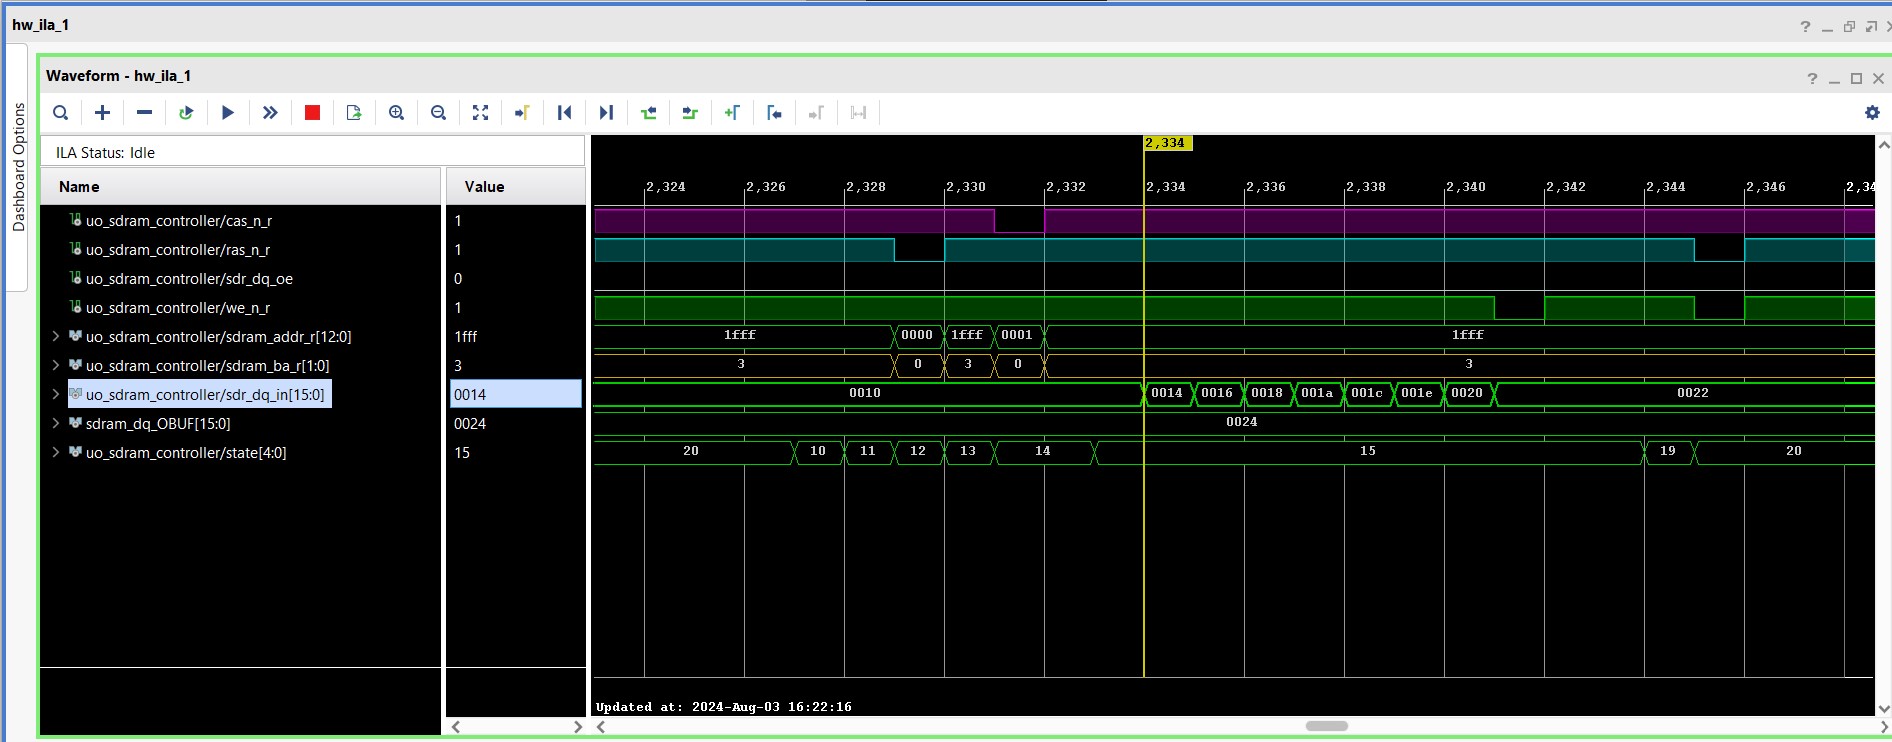 hw_ila_1
Dashboard Options
Waveform - hw_ila_1
ILA Status: Idle
Name Value
2,334
2,324 2,326 2,328 2,330 2,332 2,334 2,336 2,338 2,340 2,342 2,344 2,346 2,34
uo_sdram_controller/cas_n_r 1
uo_sdram_controller/ras_n_r 1
uo_sdram_controller/sdr_dq_oe 0
uo_sdram_controller/we_n_r 1
uo_sdram_controller/sdram_addr_r[12:0] 1fff 1fff 0000 1fff 0001 1fff
uo_sdram_controller/sdram_ba_r[1:0] 3 3 0 3 0 3
uo_sdram_controller/sdr_dq_in[15:0] 0014 0010 0014 0016 0018 001a 001c 001e 0020 0022
sdram_dq_OBUF[15:0] 0024 0024
uo_sdram_controller/state[4:0] 15 20 10 11 12 13 14 15 19 20
Updated at: 2024-Aug-03 16:22:16